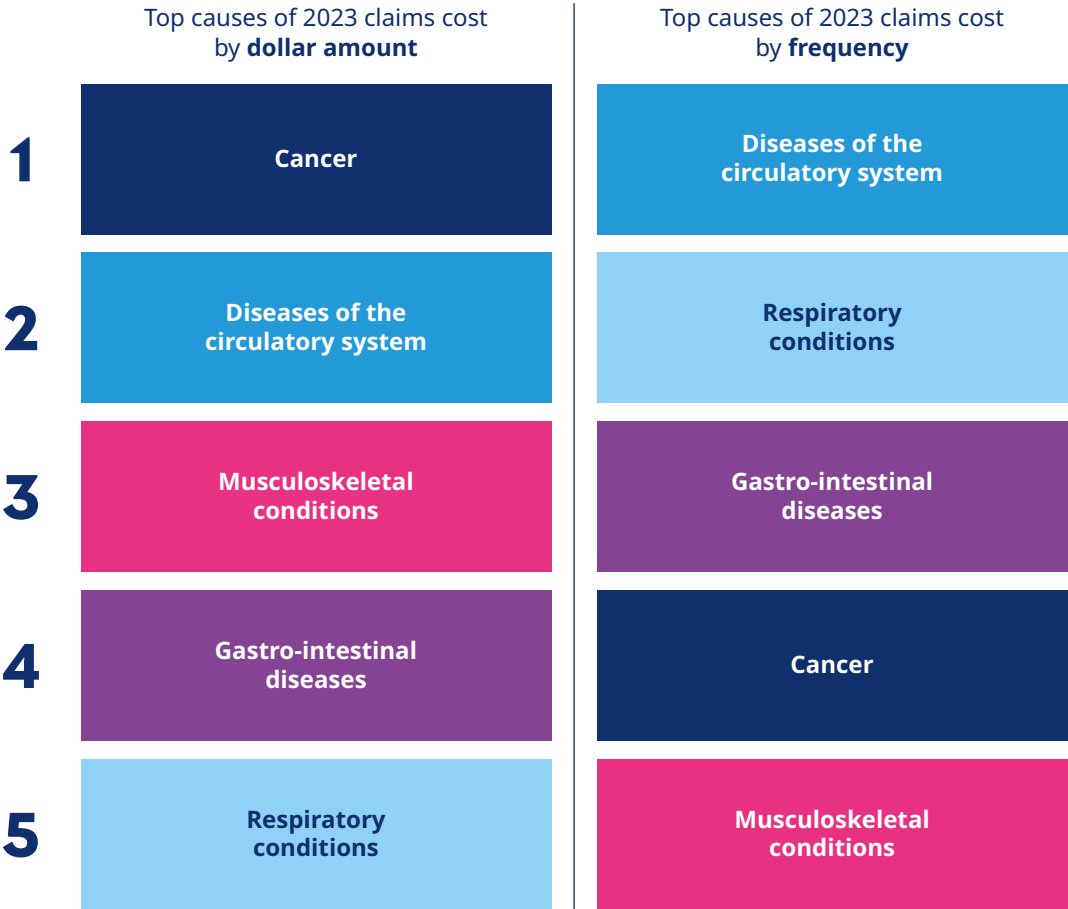 Top causes of 2023 claims cost
by dollar amount
Top causes of 2023 claims cost
by frequency
1
Cancer
Diseases of the
circulatory system
2
Diseases of the
circulatory system
Respiratory
conditions
3
Musculoskeletal
conditions
Gastro-intestinal
diseases
4
Gastro-intestinal
diseases
Cancer
5
Respiratory
conditions
Musculoskeletal
conditions